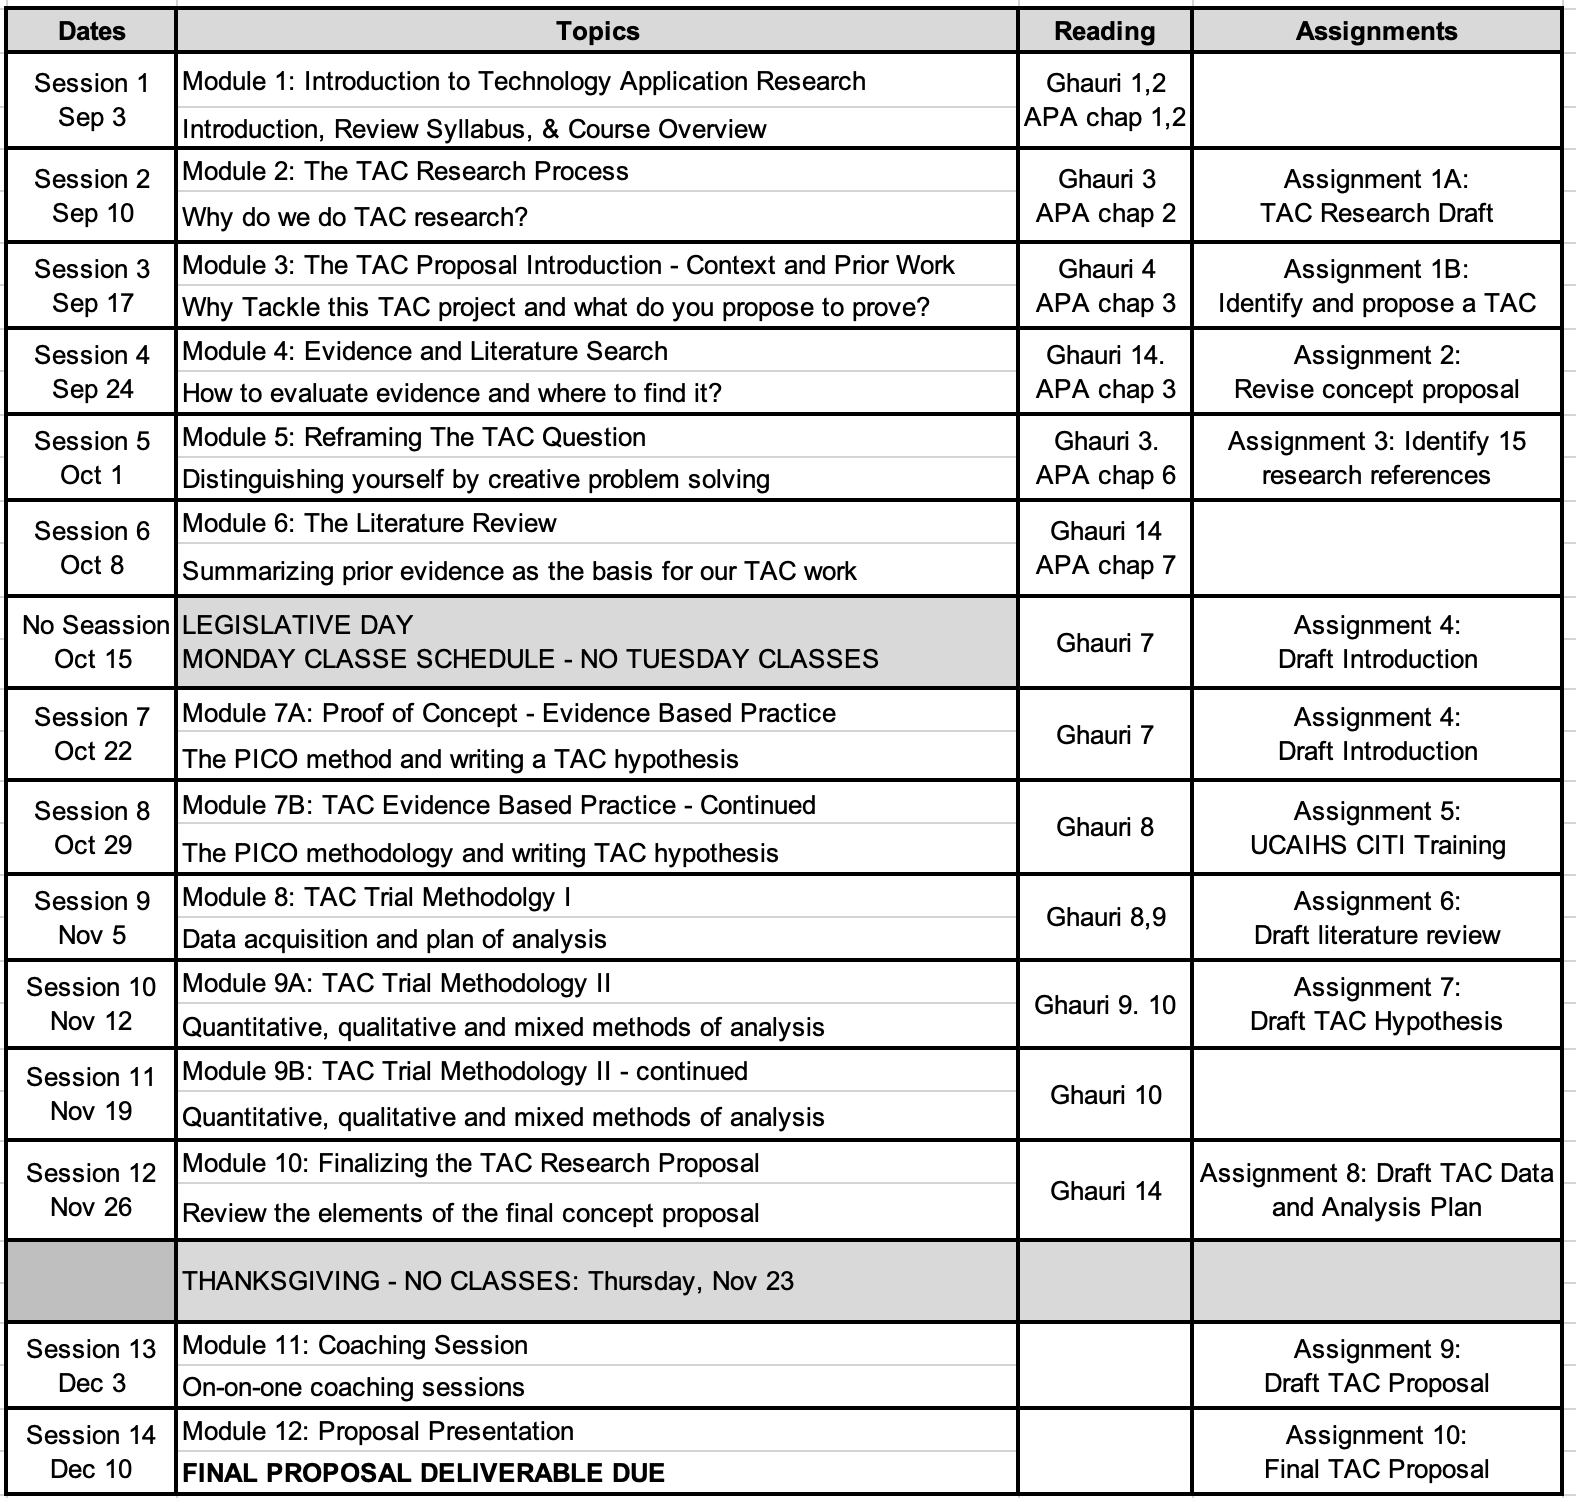 Dates Topics Reading Assignments
Session 1
Sep 3
Module 1: Introduction to Technology Application Research
Introduction, Review Syllabus, & Course Overview
Ghauri 1,2
APA chap 1,2
Session 2
Sep 10
Module 2: The TAC Research Process
Why do we do TAC research?
Ghauri 3
APA chap 2
Assignment 1A:
TAC Research Draft
Session 3
Sep 17
Module 3: The TAC Proposal Introduction - Context and Prior Work
Why Tackle this TAC project and what do you propose to prove?
Ghauri 4
APA chap 3
Assignment 1B:
Identify and propose a TAC
Session 4
Sep 24
Module 4: Evidence and Literature Search
How to evaluate evidence and where to find it?
Ghauri 14.
APA chap 3
Assignment 2:
Revise concept proposal
Session 5
Oct 1
Module 5: Reframing The TAC Question
Distinguishing yourself by creative problem solving
Ghauri 3.
APA chap 6
Assignment 3: Identify 15
research references
Session 6
Oct 8
Module 6: The Literature Review
Summarizing prior evidence as the basis for our TAC work
Ghauri 14
APA chap 7
No Seassion
Oct 15
LEGISLATIVE DAY
MONDAY CLASSE SCHEDULE - NO TUESDAY CLASSES
Ghauri 7
Assignment 4:
Draft Introduction
Session 7
Oct 22
Module 7A: Proof of Concept - Evidence Based Practice
The PICO method and writing a TAC hypothesis
Ghauri 7
Assignment 4:
Draft Introduction
Session 8
Oct 29
Module 7B: TAC Evidence Based Practice - Continued
The PICO methodology and writing TAC hypothesis
Ghauri 8
Assignment 5:
UCAIHS CITI Training
Session 9
Nov 5
Module 8: TAC Trial Methodolgy I
Data acquisition and plan of analysis
Ghauri 8,9
Assignment 6:
Draft literature review
Session 10
Nov 12
Module 9A: TAC Trial Methodology II
Quantitative, qualitative and mixed methods of analysis
Ghauri 9. 10
Assignment 7:
Draft TAC Hypothesis
Session 11
Nov 19
Module 9B: TAC Trial Methodology II - continued
Quantitative, qualitative and mixed methods of analysis
Ghauri 10
Session 12
Nov 26
Module 10: Finalizing the TAC Research Proposal
Review the elements of the final concept proposal
Ghauri 14
Assignment 8: Draft TAC Data
and Analysis Plan
THANKSGIVING - NO CLASSES: Thursday, Nov 23
Session 13
Dec 3
Module 11: Coaching Session
On-on-one coaching sessions
Assignment 9:
Draft TAC Proposal
Session 14
Dec 10
Module 12: Proposal Presentation
FINAL PROPOSAL DELIVERABLE DUE
Assignment 10:
Final TAC Proposal